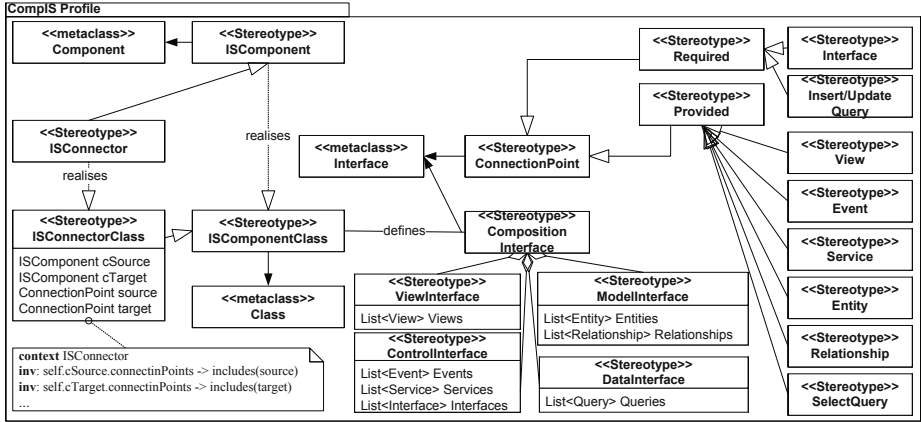 CompIS Profile
<<metaclass>>
Component
<<Stereotype>>
ISComponent
<<Stereotype>>
Required
<<Stereotype>>
Interface
<<Stereotype>>
Insert/Update
Query
<<Stereotype>>
Provided
realises
<<Stereotype>>
ISConnector
<<metaclass>>
Interface
<<Stereotype>>
ConnectionPoint
<<Stereotype>>
View
realises
<<Stereotype>>
Event
<<Stereotype>>
ISConnectorClass
ISComponent cSource
ISComponent cTarget
ConnectionPoint source
ConnectionPoint target
<<Stereotype>>
ISComponentClass
defines
<<Stereotype>>
Composition
Interface
<<Stereotype>>
Service
<<metaclass>>
Class
<<Stereotype>>
ViewInterface
List<View> Views
<<Stereotype>>
ModelInterface
List<Entity> Entities
List<Relationship> Relationships
<<Stereotype>>
Entity
<<Stereotype>>
Relationship
context ISConnector
inv: self.cSource.connectinPoints -> includes(source)
inv: self.cTarget.connectinPoints -> includes(target)
...
<<Stereotype>>
ControlInterface
List<Event> Events
List<Service> Services
List<Interface> Interfaces
<<Stereotype>>
DataInterface
List<Query> Queries
<<Stereotype>>
SelectQuery